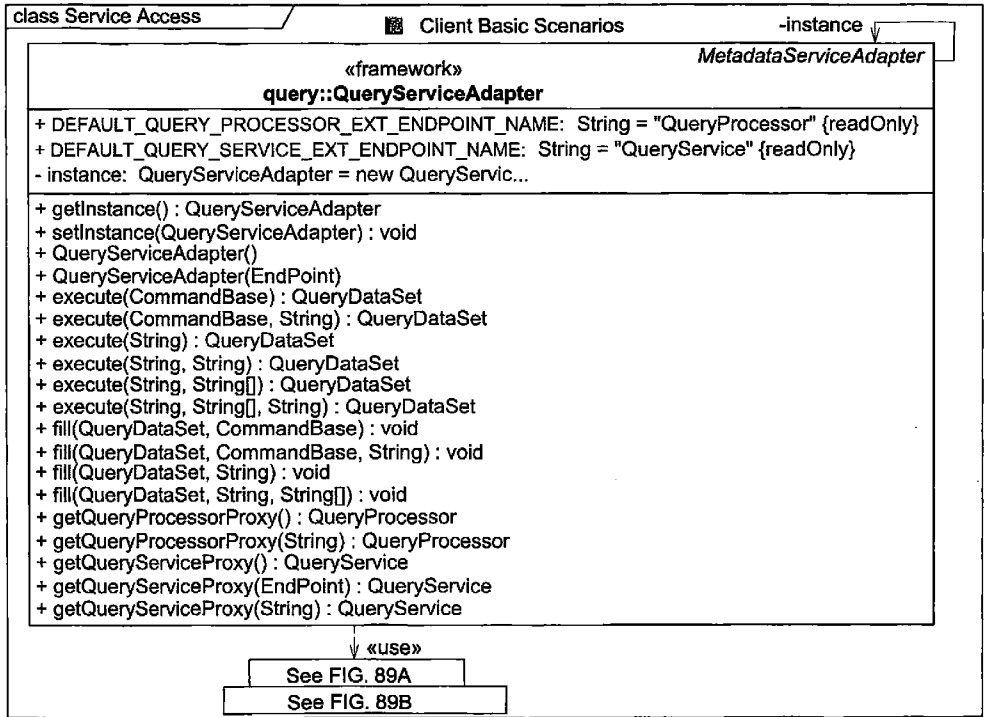 class Service Access
Client Basic Scenarios
-instance
MetadataServiceAdapter
«framework»
query::QueryServiceAdapter
+ DEFAULT_QUERY_PROCESSOR_EXT_ENDPOINT_NAME: String = "QueryProcessor" {readOnly}
+ DEFAULT_QUERY_SERVICE_EXT_ENDPOINT_NAME: String = "QueryService" {readOnly}
- instance: QueryServiceAdapter = new QueryServic...
+ getInstance() : QueryServiceAdapter
+ setInstance(QueryServiceAdapter) : void
+ QueryServiceAdapter()
+ QueryServiceAdapter(EndPoint)
+ execute(CommandBase) : QueryDataSet
+ execute(CommandBase, String) : QueryDataSet
+ execute(String) : QueryDataSet
+ execute(String, String) : QueryDataSet
+ execute(String, String[]) : QueryDataSet
+ execute(String, String[], String) : QueryDataSet
+ fill(QueryDataSet, CommandBase) : void
+ fill(QueryDataSet, CommandBase, String) : void
+ fill(QueryDataSet, String) : void
+ fill(QueryDataSet, String, String[]) : void
+ getQueryProcessorProxy() : QueryProcessor
+ getQueryProcessorProxy(String) : QueryProcessor
+ getQueryServiceProxy() : QueryService
+ getQueryServiceProxy(EndPoint) : QueryService
+ getQueryServiceProxy(String) : QueryService
«use»
See FIG. 89A
See FIG. 89B